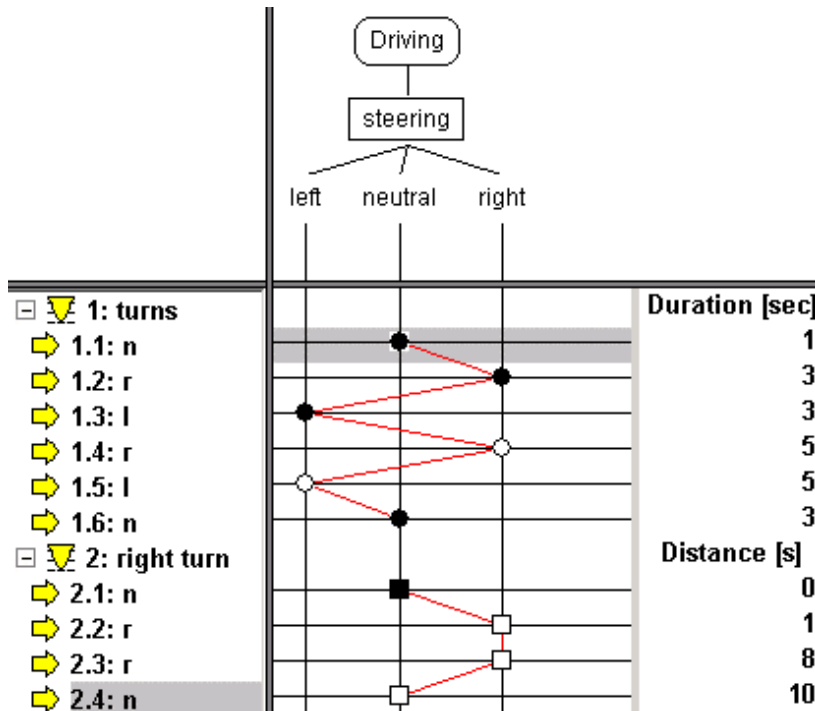 Driving
steering
left neutral right
1: turns Duration [sec]
1.1: n 1
1.2: r 3
1.3: l 3
1.4: r 5
1.5: l 5
1.6: n 3
2: right turn Distance [s]
2.1: n 0
2.2: r 1
2.3: r 8
2.4: n 10